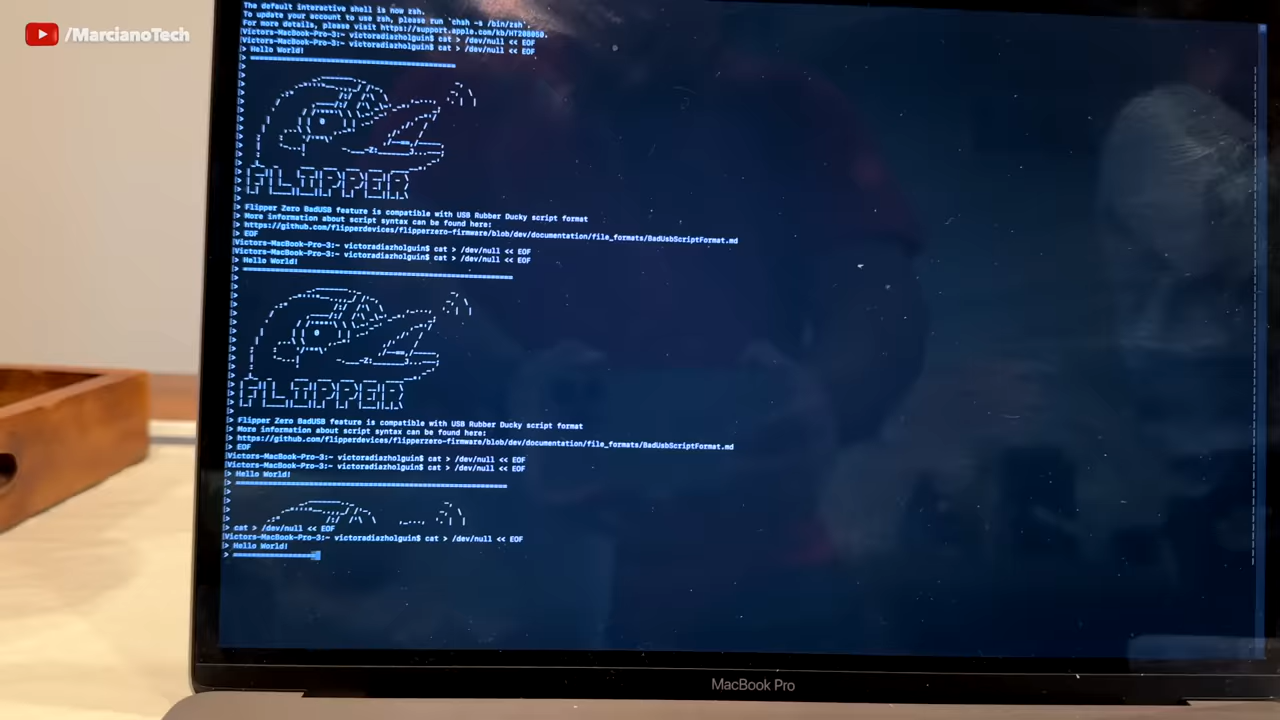 /MarcianoTech
The default interactive shell is now zsh.
To update your account to use zsh, please run `chsh -s /bin/zsh`.
For more details, please visit https://support.apple.com/kb/HT208050.
[Victors-MacBook-Pro-3:~ victoradiazholguin$ cat > /dev/null << EOF
[Victors-MacBook-Pro-3:~ victoradiazholguin$ cat > /dev/null << EOF
[> Hello World!
FLIPPER
[> Flipper Zero BadUSB feature is compatible with USB Rubber Ducky script format
[> More information about script syntax can be found here:
[> https://github.com/flipperdevices/flipperzero-firmware/blob/dev/documentation/file_formats/BadUsbScriptFormat.md
[> EOF
[Victors-MacBook-Pro-3:~ victoradiazholguin$ cat > /dev/null << EOF
[Victors-MacBook-Pro-3:~ victoradiazholguin$ cat > /dev/null << EOF
[> Hello World!
FLIPPER
[> Flipper Zero BadUSB feature is compatible with USB Rubber Ducky script format
[> More information about script syntax can be found here:
[> https://github.com/flipperdevices/flipperzero-firmware/blob/dev/documentation/file_formats/BadUsbScriptFormat.md
[> EOF
[Victors-MacBook-Pro-3:~ victoradiazholguin$ cat > /dev/null << EOF
[Victors-MacBook-Pro-3:~ victoradiazholguin$ cat > /dev/null << EOF
[> Hello World!
[> cat > /dev/null << EOF
[Victors-MacBook-Pro-3:~ victoradiazholguin$ cat > /dev/null << EOF
[> Hello World!
MacBook Pro